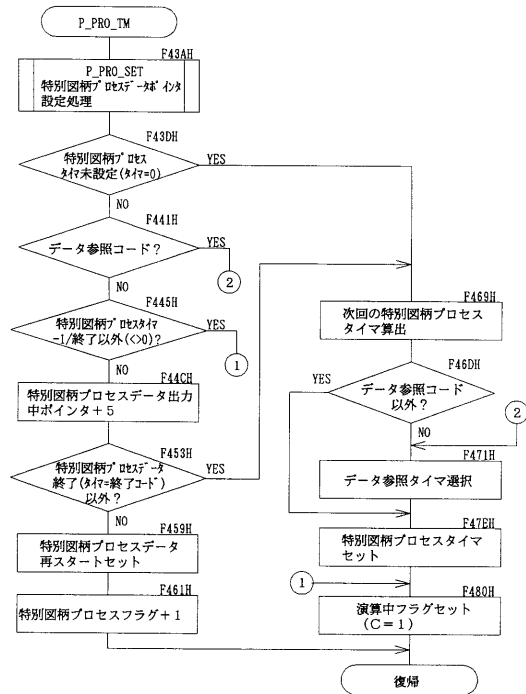 P_PRO_TM
F43AH
P_PRO_SET
特別図柄ﾌﾟﾛｾｽﾃﾞｰﾀﾎﾟｲﾝﾀ
設定処理
F43DH
特別図柄ﾌﾟﾛｾｽ
ﾀｲﾏ未設定(ﾀｲﾏ=0)
YES
NO
F441H
データ参照コード？
YES
2
NO
F445H
特別図柄ﾌﾟﾛｾｽﾀｲﾏ
-1/終了以外(<>0)?
YES
1
NO
F44CH
特別図柄プロセスデータ出力
中ポインタ＋５
F453H
特別図柄ﾌﾟﾛｾｽﾃﾞｰﾀ
終了(ﾀｲﾏ=終了ｺｰﾄﾞ)
以外？
YES
NO
F459H
特別図柄プロセスデータ
再スタートセット
F461H
特別図柄プロセスフラグ＋１
F469H
次回の特別図柄プロセス
タイマ算出
F46DH
YES
データ参照コード
以外？
NO
2
F471H
データ参照タイマ選択
F47EH
特別図柄プロセスタイマ
セット
1
F480H
演算中フラグセット
（Ｃ＝１）
復帰